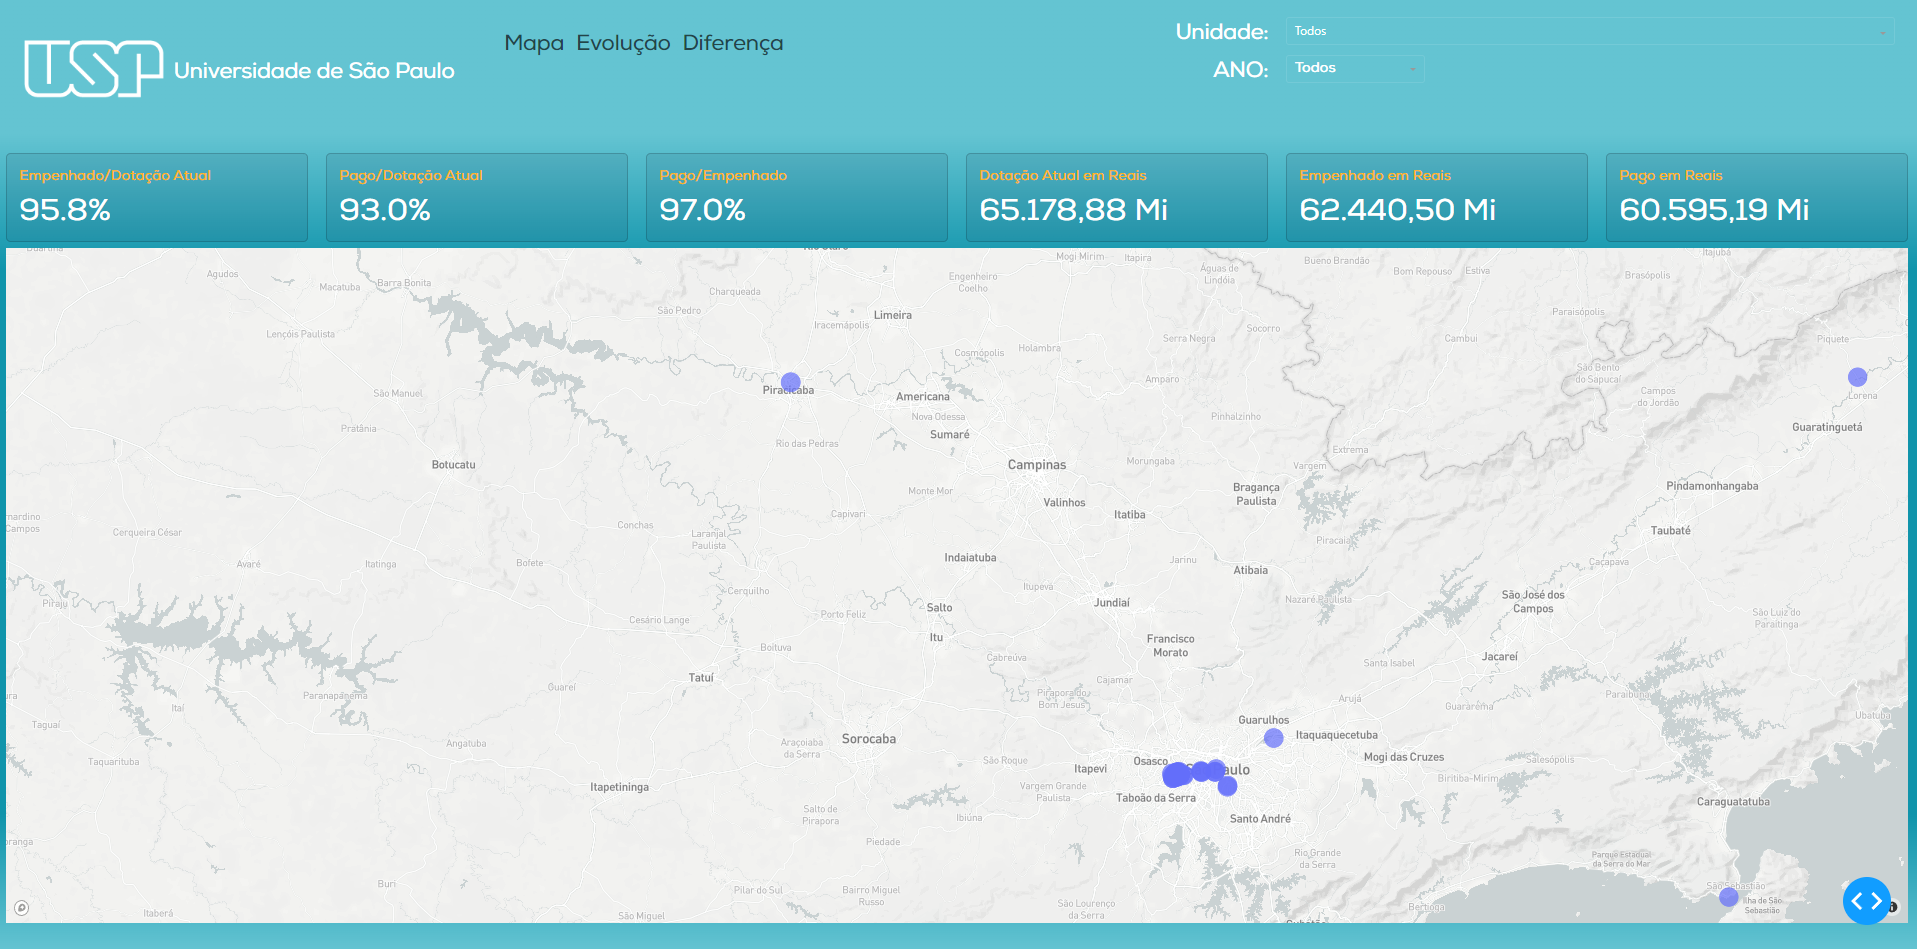 USP Universidade de São Paulo
Mapa Evolução Diferença
Unidade: Todos
ANO: Todos
Empenhado/Dotação Atual
95.8%
Pago/Dotação Atual
93.0%
Pago/Empenhado
97.0%
Dotação Atual em Reais
65.178,88 Mi
Empenhado em Reais
62.440,50 Mi
Pago em Reais
60.595,19 Mi
Mogi Mirim
Itapira
Bueno Brandão
Itajubá
Agudos
Macatuba
Barra Bonita
Engenheiro
Coelho
Águas de
Lindóia
Bom Repouso
Estiva
Brasópolis
Charqueada
São Pedro
Limeira
Iracemápolis
Paraisópolis
Lençóis Paulista
Socorro
Serra Negra
Cambuí
Piquete
Holambra
Cosmópolis
São Bento
do Sapucaí
São Manuel
Piracicaba
Americana
Amparo
Campos
do Jordão
Lorena
Nova Odessa
Pinhalzinho
Pratânia
Rio das Pedras
Sumaré
Guaratinguetá
Extrema
Botucatu
Campinas
Morungaba
Vargem
Monte Mor
Valinhos
Bragança
Paulista
Pindamonhangaba
Capivari
Itatiba
rnardino
Campos
Cerqueira César
Conchas
Laranjal
Paulista
Piracaia
Taubaté
Avaré
Itatinga
Bofete
Indaiatuba
Jarinu
Atibaia
Caçapava
Piraju
Cerquilho
Itupeva
Jundiaí
Nazaré Paulista
São José dos
Campos
Salto
Porto Feliz
Cesário Lange
Itu
São Luiz do
Paraitinga
Boituva
Francisco
Morato
Cabreúva
Santa Isabel
Jacareí
Tatuí
Cajamar
Guareí
Paranapanema
Itaí
Pirapora do
Bom Jesus
Arujá
Guararema
Paraibuna
Taguaí
Guarulhos
Ubatuba
Angatuba
Araçoiaba
da Serra
Sorocaba
Itaquaquecetuba
Taquarituba
São Roque
Itapevi
Osasco
aulo
Mogi das Cruzes
Salesópolis
Itapetininga
Vargem Grande
Paulista
Taboão da Serra
Biritiba-Mirim
Caraguatatuba
Salto de
Pirapora
Ibiúna
Santo André
ranga
Piedade
Rio Grande
da Serra
Parque Estadual
da Serra do Mar
Buri
Pilar do Sul
Bairro Miguel
Russo
São Sebastião
Ilha de São
Sebastião
Itaberá
São Miguel
São Lourenço
da Serra
Bertioga